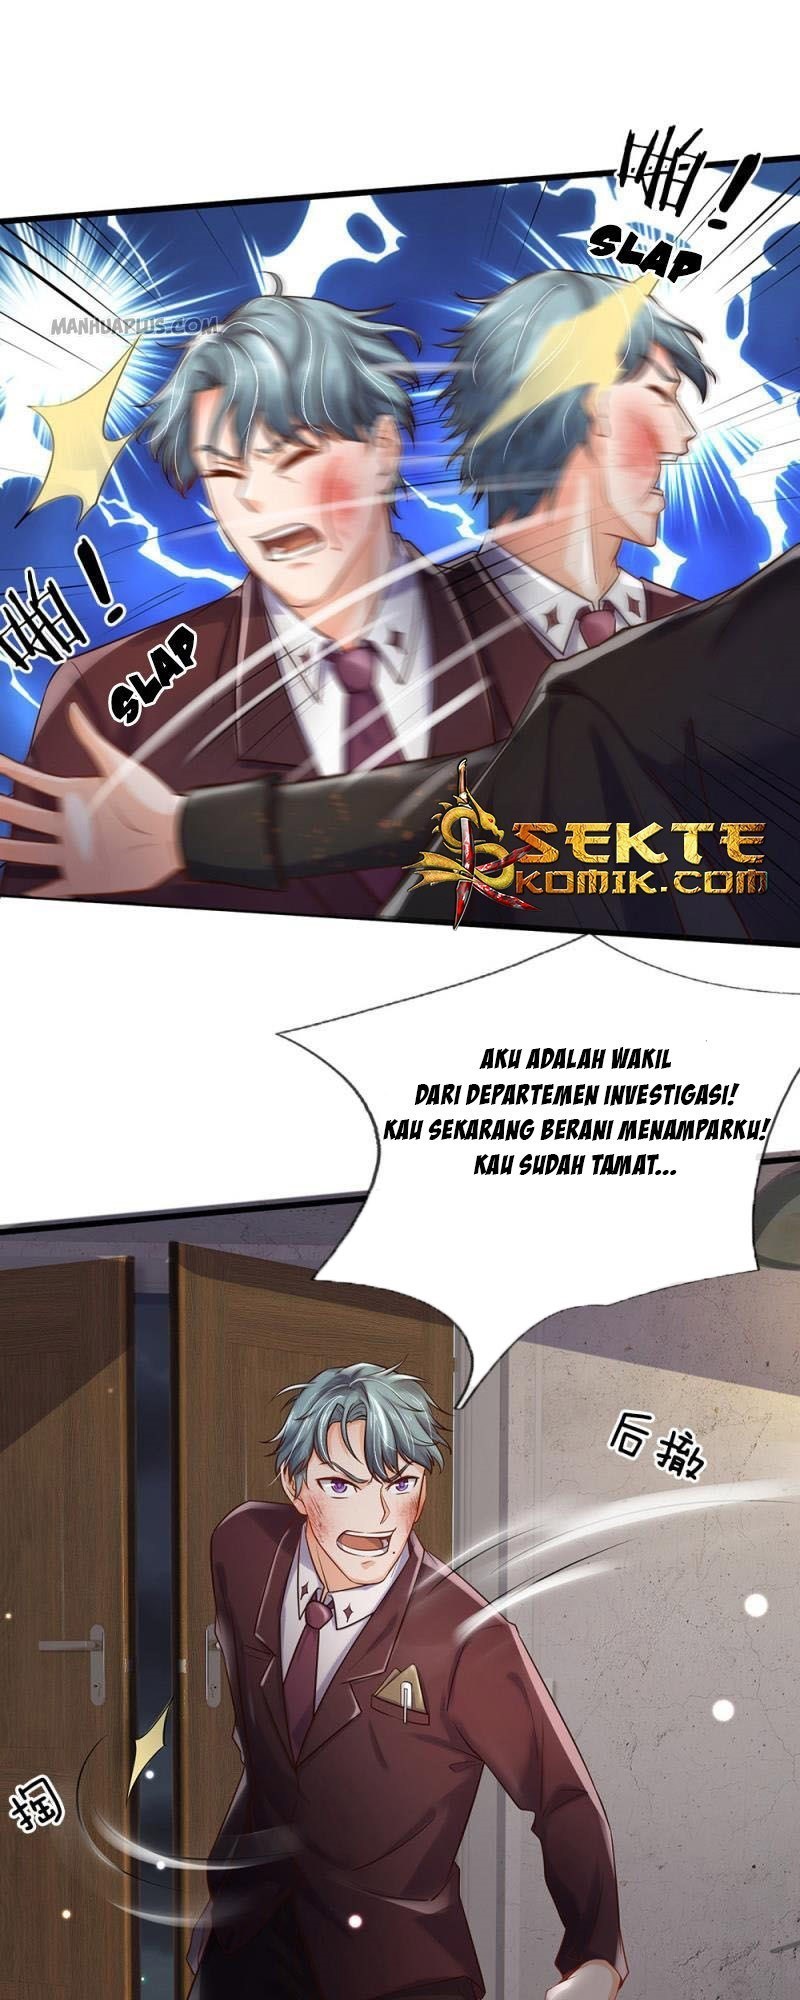 啪!
SLAP
MANHUAPLUS.COM
啪!
SLAP
SEKTE
KOMIK.COM
AKU ADALAH WAKIL
DARI DEPARTEMEN INVESTIGASI!
KAU SEKARANG BERANI MENAMPARKU!
KAU SUDAH TAMAT...
后撤
掏